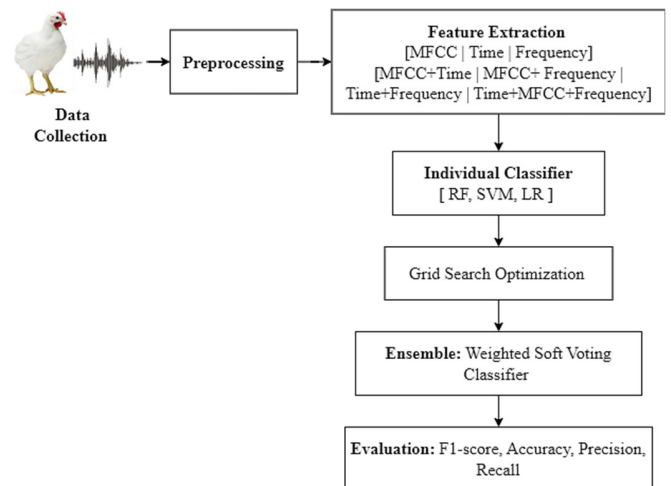 Data
Collection
Preprocessing
Feature Extraction
[MFCC | Time | Frequency]
[MFCC+Time | MFCC+ Frequency |
Time+Frequency | Time+MFCC+Frequency]
Individual Classifier
[ RF, SVM, LR ]
Grid Search Optimization
Ensemble: Weighted Soft Voting
Classifier
Evaluation: F1-score, Accuracy, Precision,
Recall